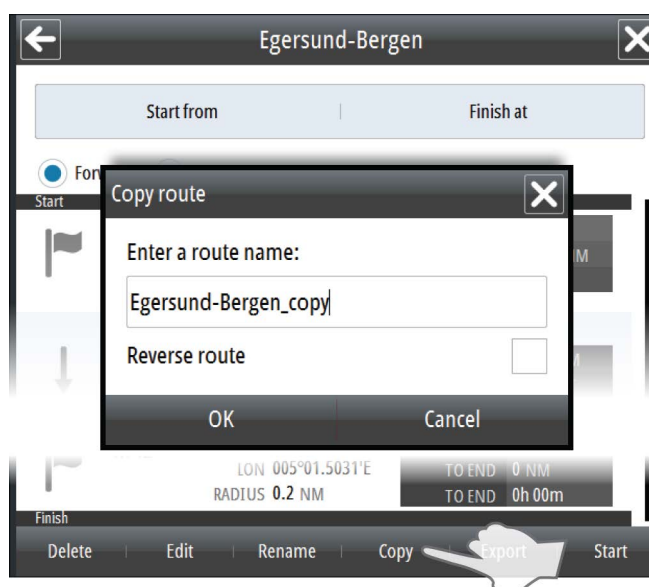 Egersund-Bergen
Start from
Finish at
Start
Copy route
Enter a route name:
Egersund-Bergen_copy
Reverse route
OK
Cancel
LON 005°01.5031'E
TO END 0 NM
RADIUS 0.2 NM
TO END 0h 00m
Finish
Delete
Edit
Rename
Copy
Export
Start